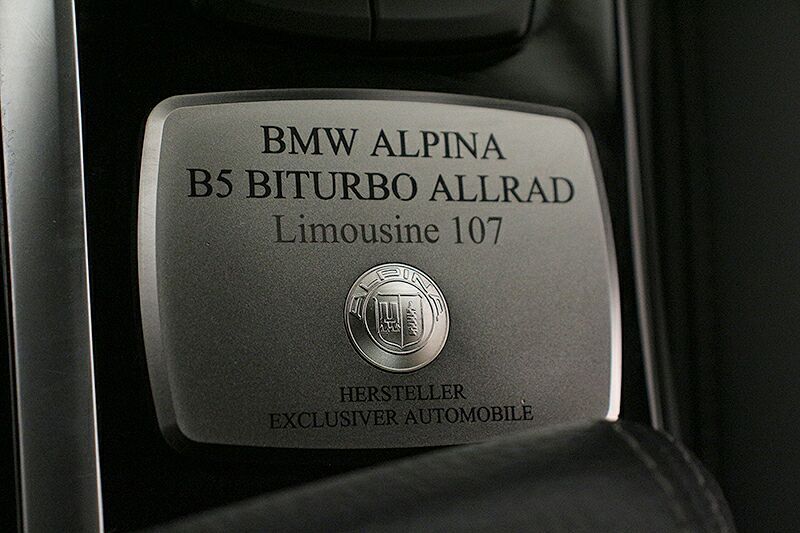 BMW ALPINA
B5 BITURBO ALLRAD
Limousine 107
ALPINA
HERSTELLER
EXCLUSIVER AUTOMOBILE